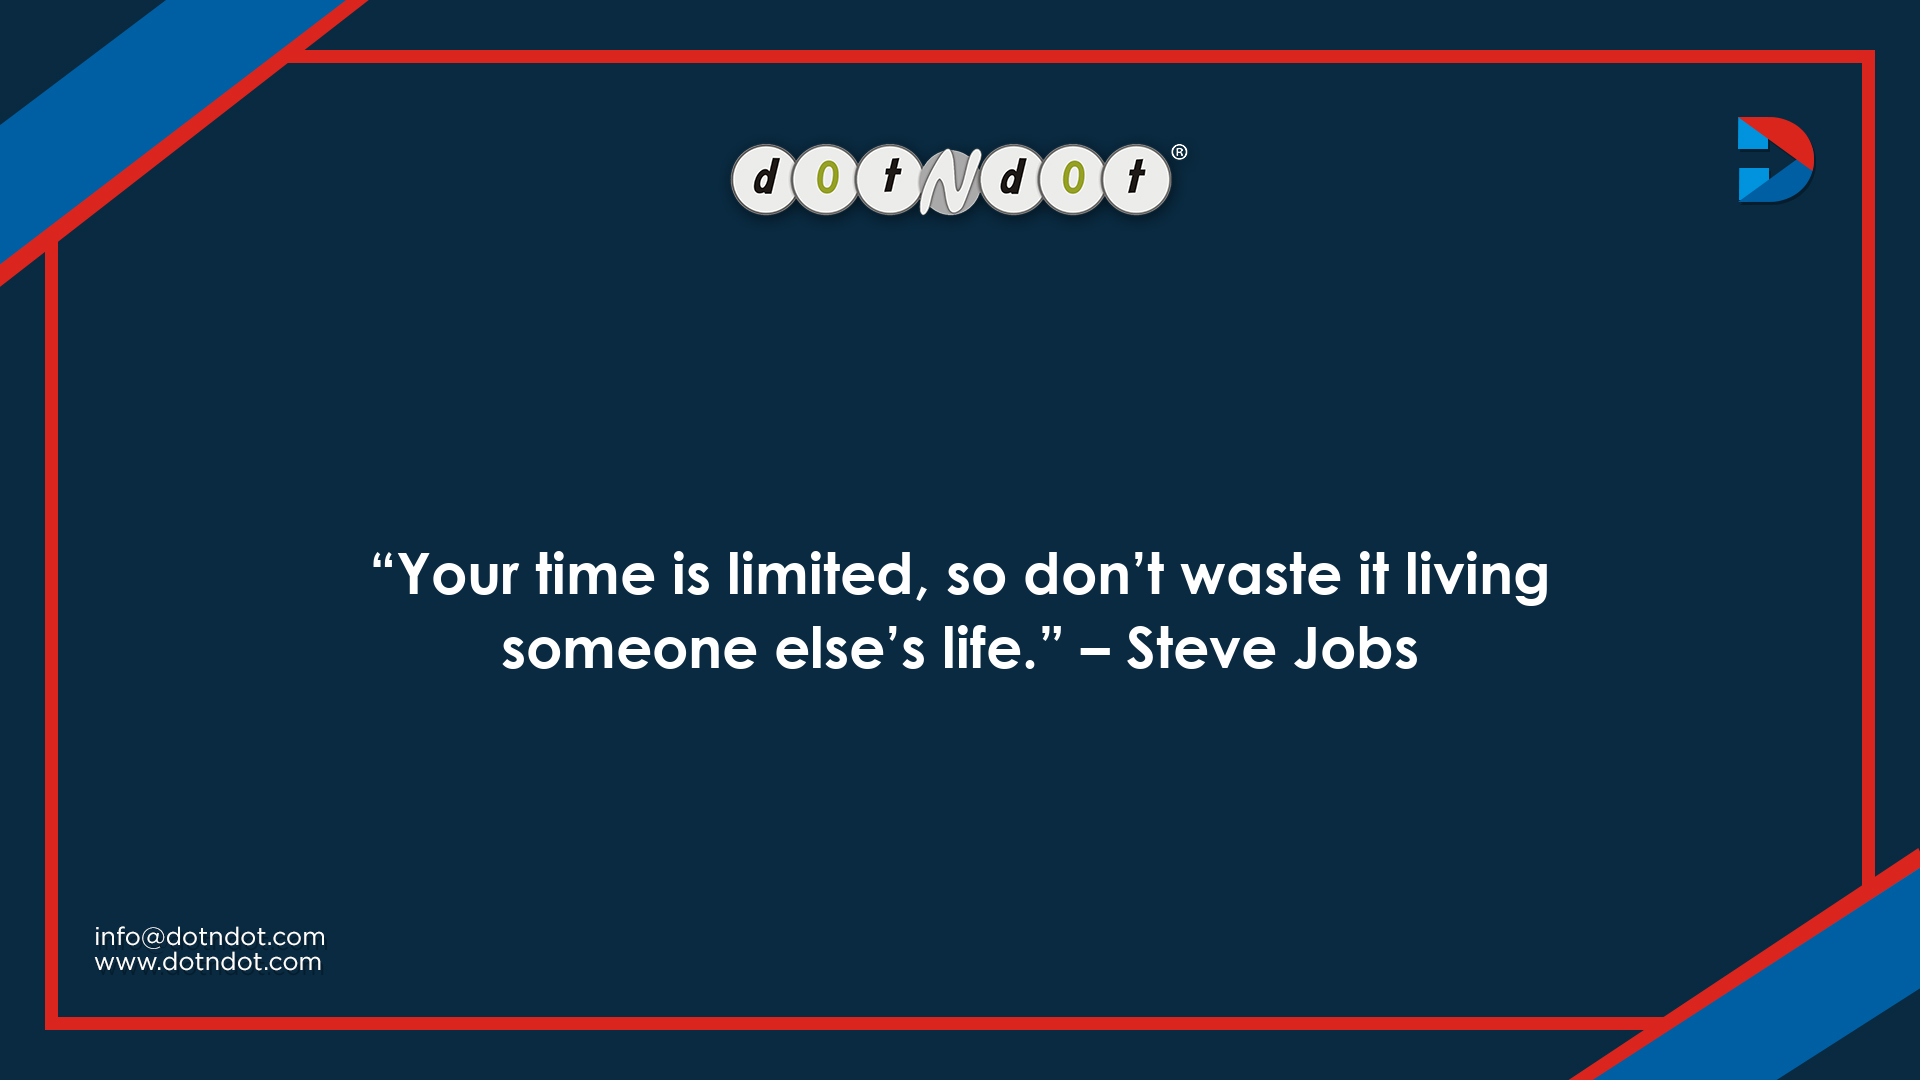 dotNdot®
“Your time is limited, so don’t waste it living
someone else’s life.” – Steve Jobs
info@dotndot.com
www.dotndot.com